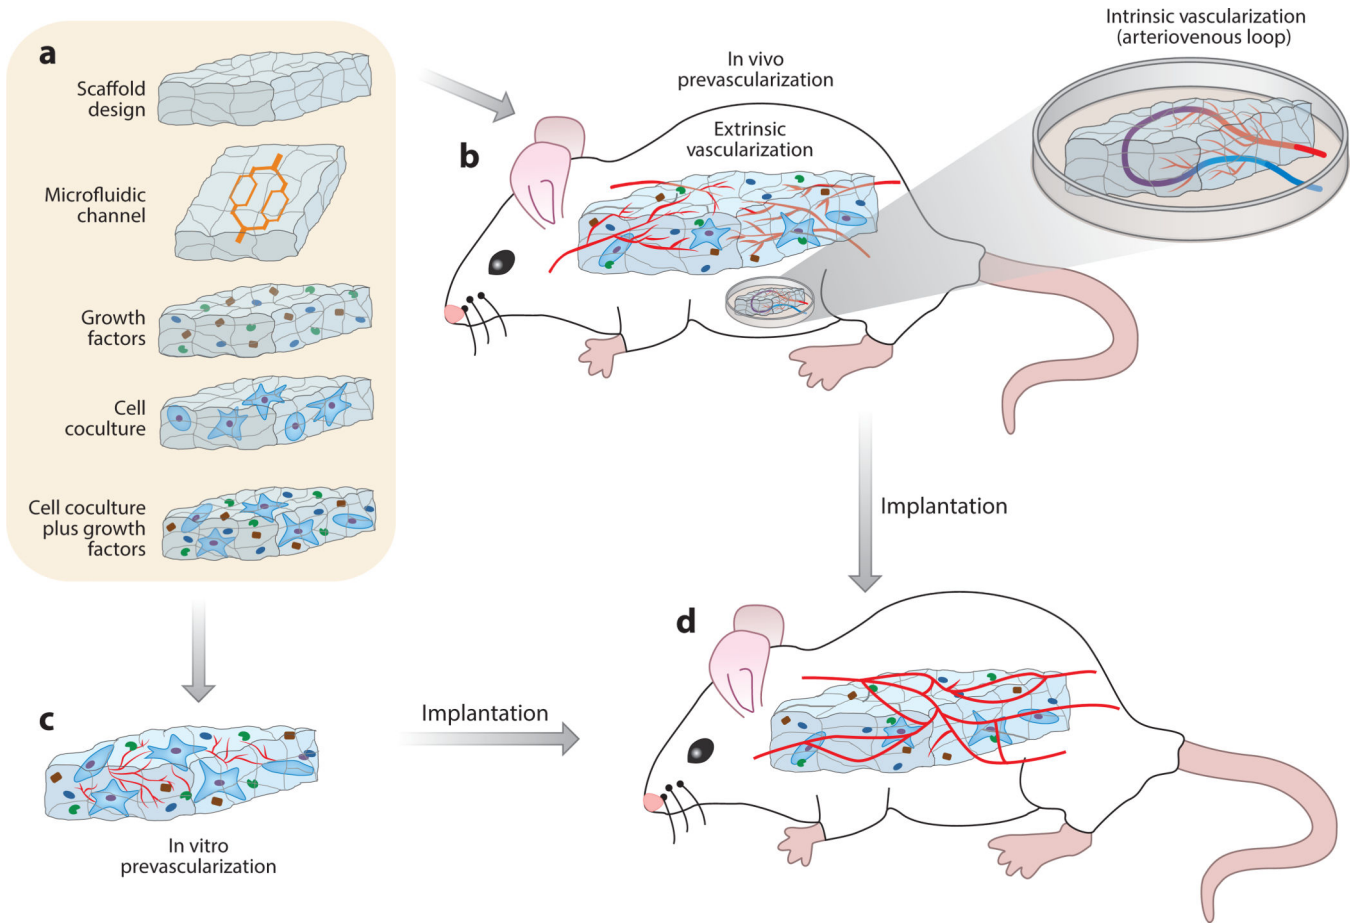 a
Scaffold
design
Microfluidic
channel
Growth
factors
Cell
coculture
Cell coculture
plus growth
factors
In vivo
prevascularization
b
Extrinsic
vascularization
Intrinsic vascularization
(arteriovenous loop)
Implantation
c
In vitro
prevascularization
Implantation
d